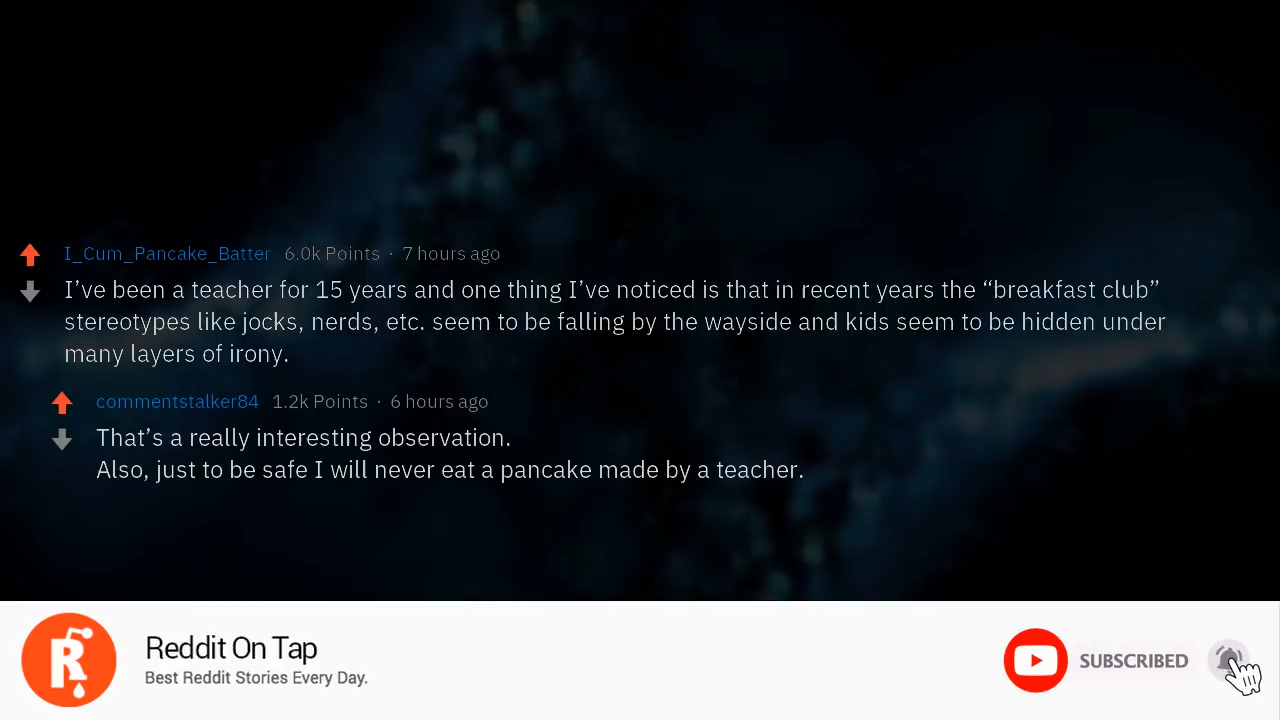 I_Cum_Pancake_Batter 6.0k Points · 7 hours ago
I’ve been a teacher for 15 years and one thing I’ve noticed is that in recent years the “breakfast club”
stereotypes like jocks, nerds, etc. seem to be falling by the wayside and kids seem to be hidden under
many layers of irony.
commentstalker84 1.2k Points · 6 hours ago
That’s a really interesting observation.
Also, just to be safe I will never eat a pancake made by a teacher.
R
Reddit On Tap
Best Reddit Stories Every Day.
SUBSCRIBED